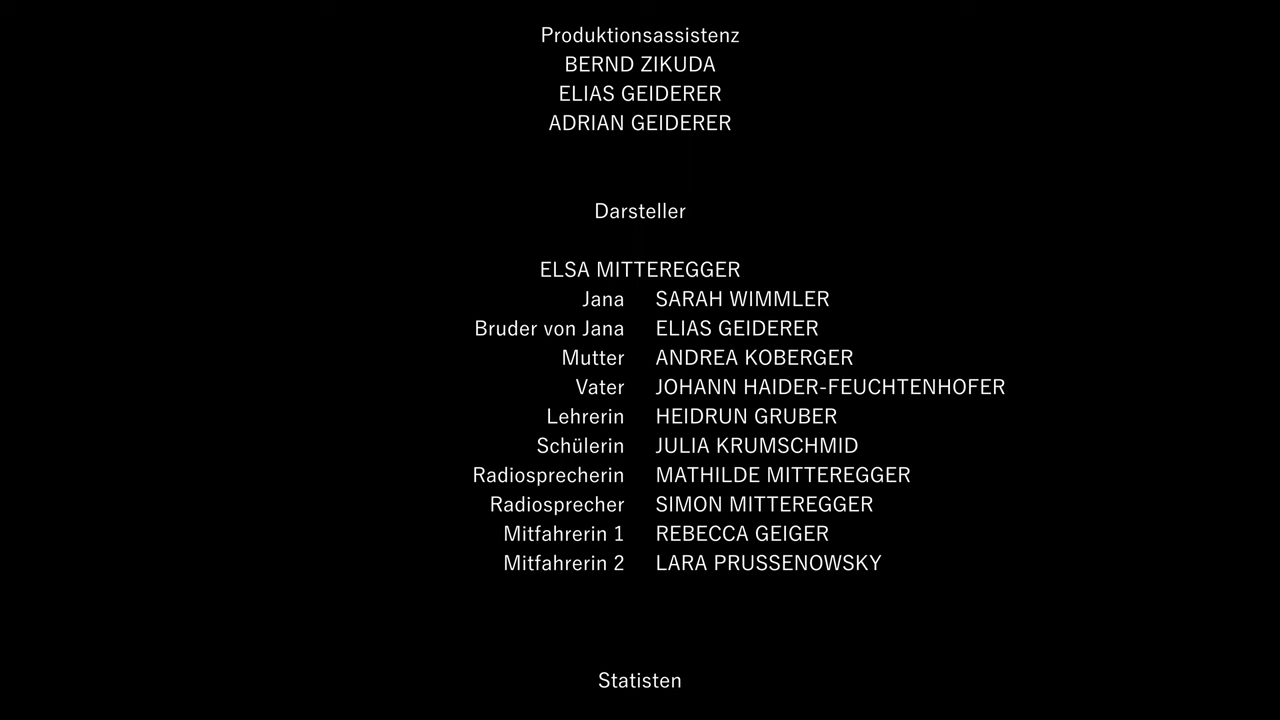 Produktionsassistenz
BERND ZIKUDA
ELIAS GEIDERER
ADRIAN GEIDERER
Darsteller
ELSA MITTEREGGER
Jana SARAH WIMMLER
Bruder von Jana ELIAS GEIDERER
Mutter ANDREA KOBERGER
Vater JOHANN HAIDER-FEUCHTENHOFER
Lehrerin HEIDRUN GRUBER
Schülerin JULIA KRUMSCHMID
Radiosprecherin MATHILDE MITTEREGGER
Radiosprecher SIMON MITTEREGGER
Mitfahrerin 1 REBECCA GEIGER
Mitfahrerin 2 LARA PRUSSENOWSKY
Statisten